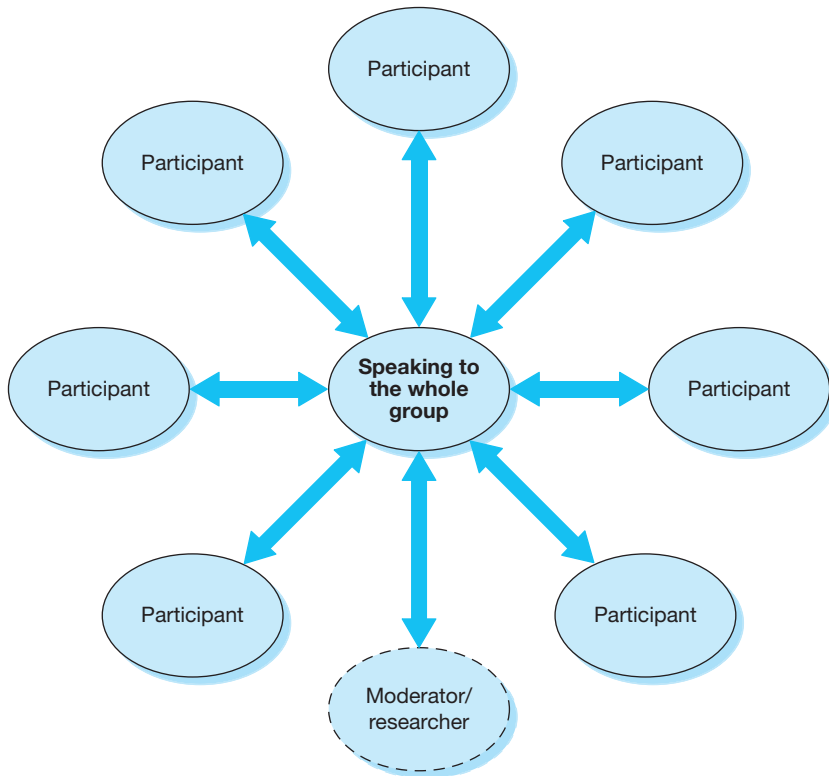 Participant
Participant
Participant
Participant
Speaking to
the whole
group
Participant
Participant
Participant
Moderator/
researcher